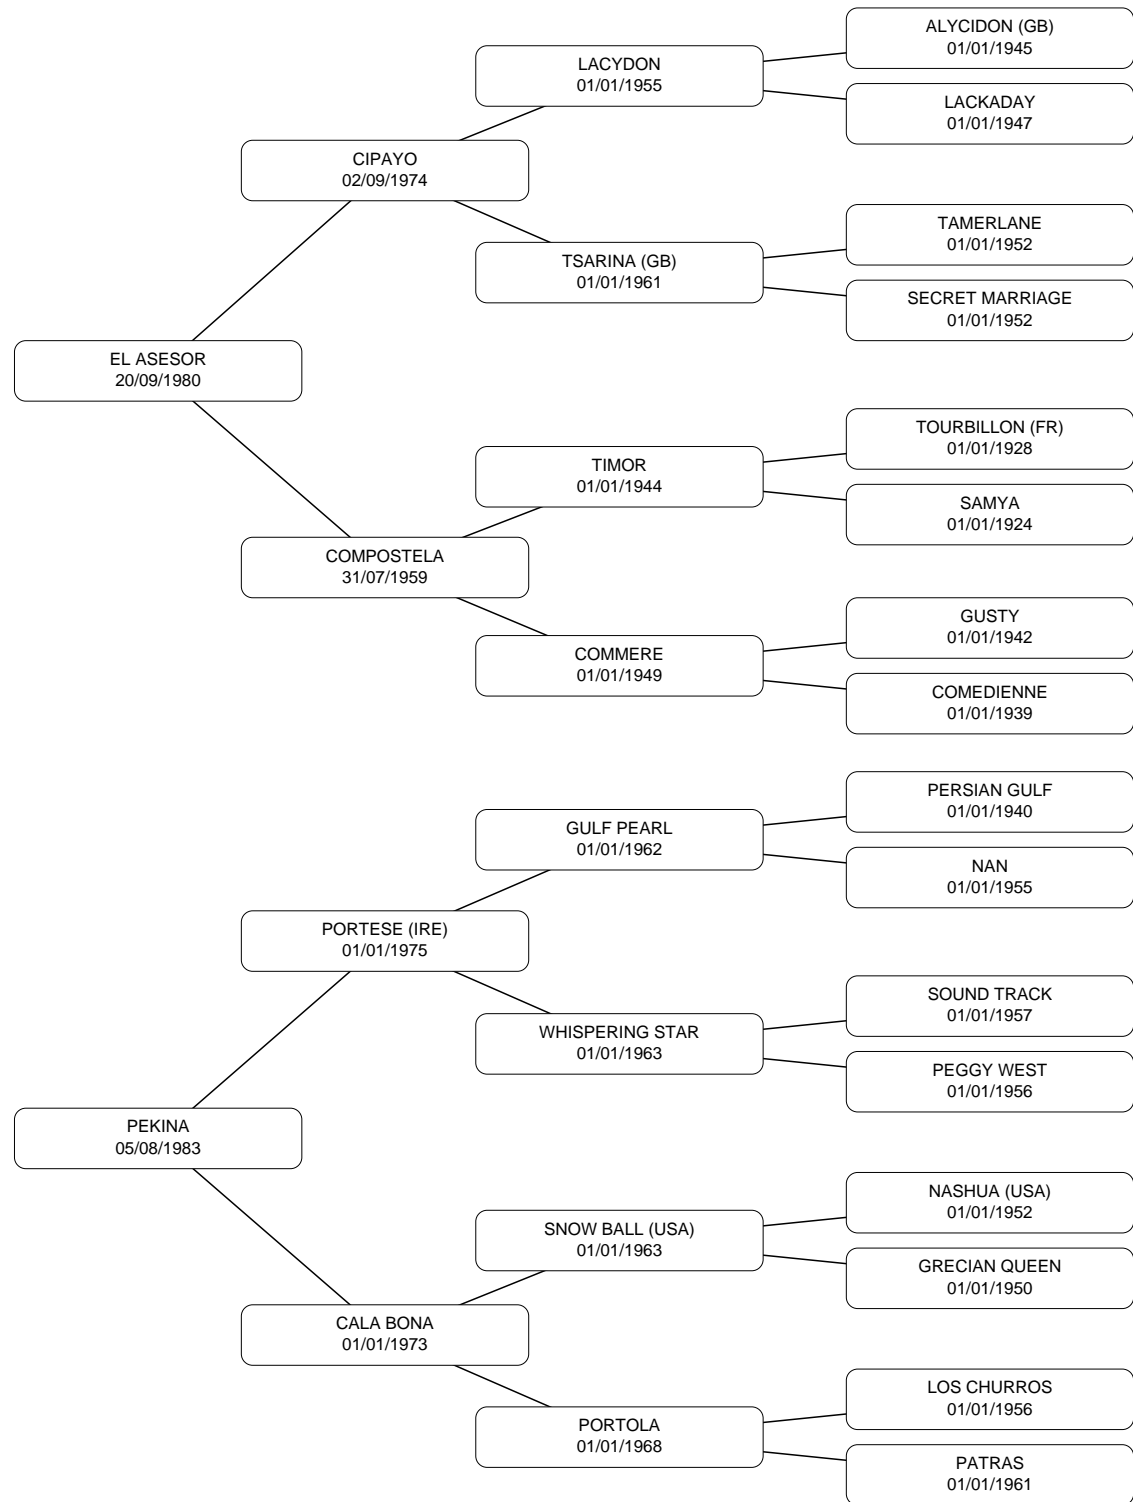 ALYCIDON (GB)
01/01/1945
LACYDON
01/01/1955
LACKADAY
01/01/1947
CIPAYO
02/09/1974
TAMERLANE
01/01/1952
TSARINA (GB)
01/01/1961
SECRET MARRIAGE
01/01/1952
EL ASESOR
20/09/1980
TOURBILLON (FR)
01/01/1928
TIMOR
01/01/1944
SAMYA
01/01/1924
COMPOSTELA
31/07/1959
GUSTY
01/01/1942
COMMERE
01/01/1949
COMEDIENNE
01/01/1939
PERSIAN GULF
01/01/1940
GULF PEARL
01/01/1962
NAN
01/01/1955
PORTESE (IRE)
01/01/1975
SOUND TRACK
01/01/1957
WHISPERING STAR
01/01/1963
PEGGY WEST
01/01/1956
PEKINA
05/08/1983
NASHUA (USA)
01/01/1952
SNOW BALL (USA)
01/01/1963
GRECIAN QUEEN
01/01/1950
CALA BONA
01/01/1973
LOS CHURROS
01/01/1956
PORTOLA
01/01/1968
PATRAS
01/01/1961